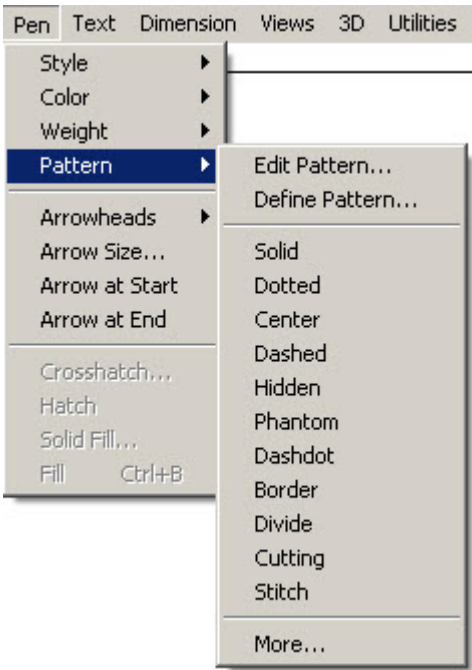 Pen Text Dimension Views 3D Utilities
Style
Color
Weight
Pattern
Arrowheads
Arrow Size...
Arrow at Start
Arrow at End
Crosshatch...
Hatch
Solid Fill...
Fill Ctrl+B
Edit Pattern...
Define Pattern...
Solid
Dotted
Center
Dashed
Hidden
Phantom
Dashdot
Border
Divide
Cutting
Stitch
More...